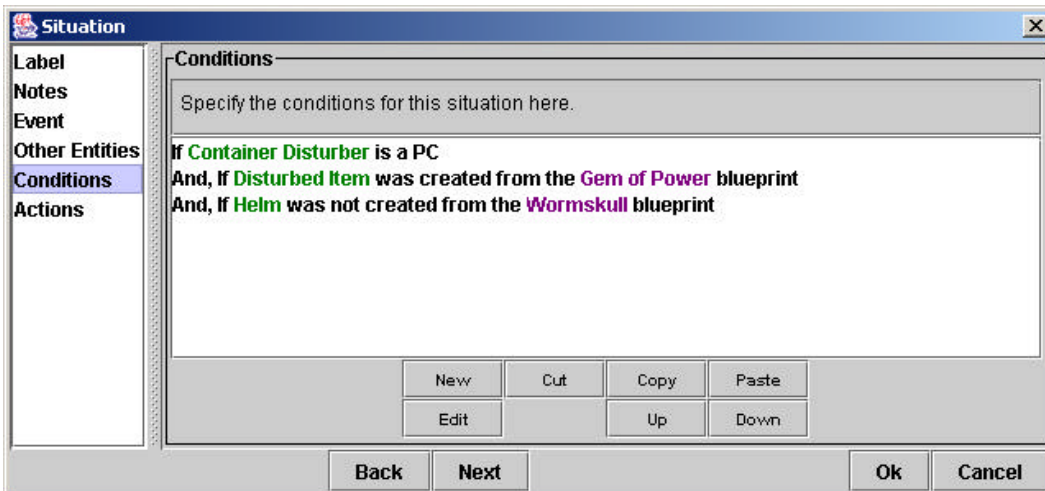 Situation
Label
Notes
Event
Other Entities
Conditions
Actions
Conditions
Specify the conditions for this situation here.
If Container Disturber is a PC
And, If Disturbed Item was created from the Gem of Power blueprint
And, If Helm was not created from the Wormskull blueprint
New Cut Copy Paste
Edit Up Down
Back Next Ok Cancel